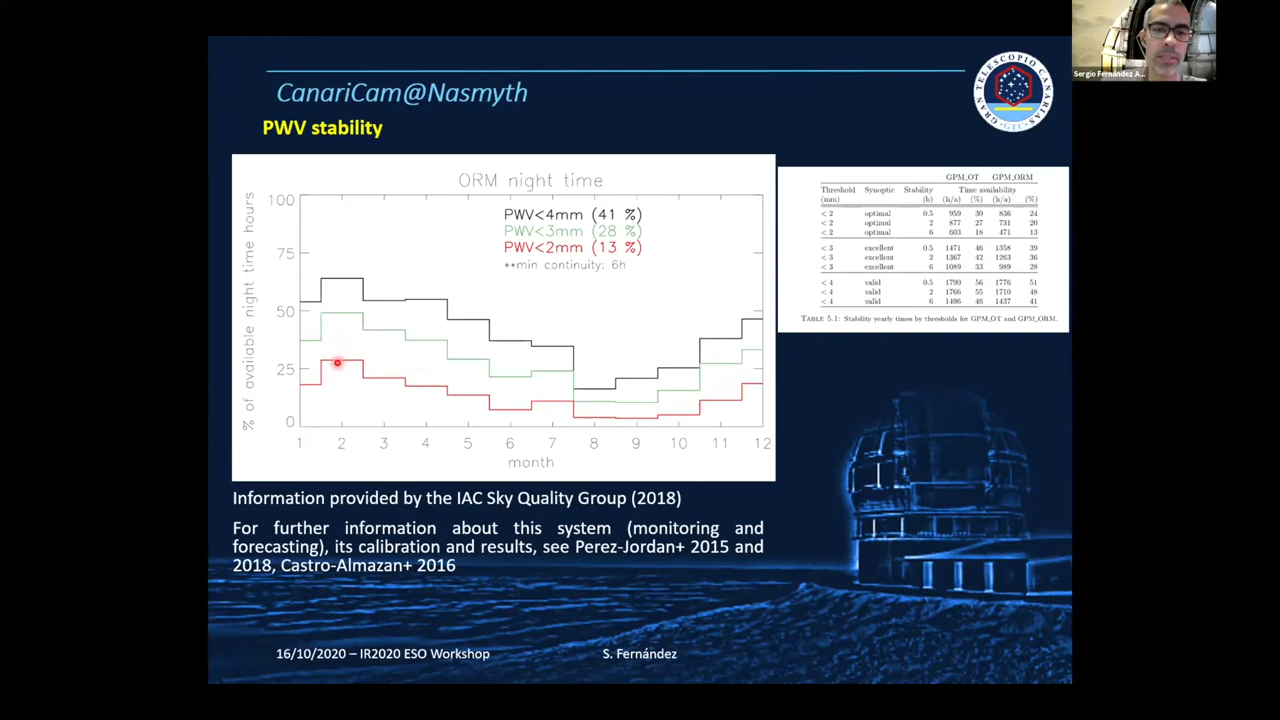 Sergio Fernández A...
CanariCam@Nasmyth
GRAN TELESCOPIO CANARIAS
GTC
PWV stability
ORM night time
% of available night time hours
100
75
50
25
0
PWV<4mm (41 %)
PWV<3mm (28 %)
PWV<2mm (13 %)
**min continuity: 6h
1 2 3 4 5 6 7 8 9 10 11 12
month
GPM_OT GPM_ORM
Threshold Synoptic Stability Time availability
(mm) (h) (h/a) (%) (h/a) (%)
< 2 optimal 0.5 959 30 836 24
< 2 optimal 2 877 27 731 20
< 2 optimal 6 603 18 471 13
< 3 excellent 0.5 1471 46 1358 39
< 3 excellent 2 1367 42 1263 36
< 3 excellent 6 1089 33 989 28
< 4 valid 0.5 1790 56 1776 51
< 4 valid 2 1766 55 1710 48
< 4 valid 6 1496 46 1437 41
TABLE 5.1: Stability yearly times by thresholds for GPM_OT and GPM_ORM.
Information provided by the IAC Sky Quality Group (2018)
For further information about this system (monitoring and
forecasting), its calibration and results, see Perez-Jordan+ 2015 and
2018, Castro-Almazan+ 2016
16/10/2020 – IR2020 ESO Workshop
S. Fernández